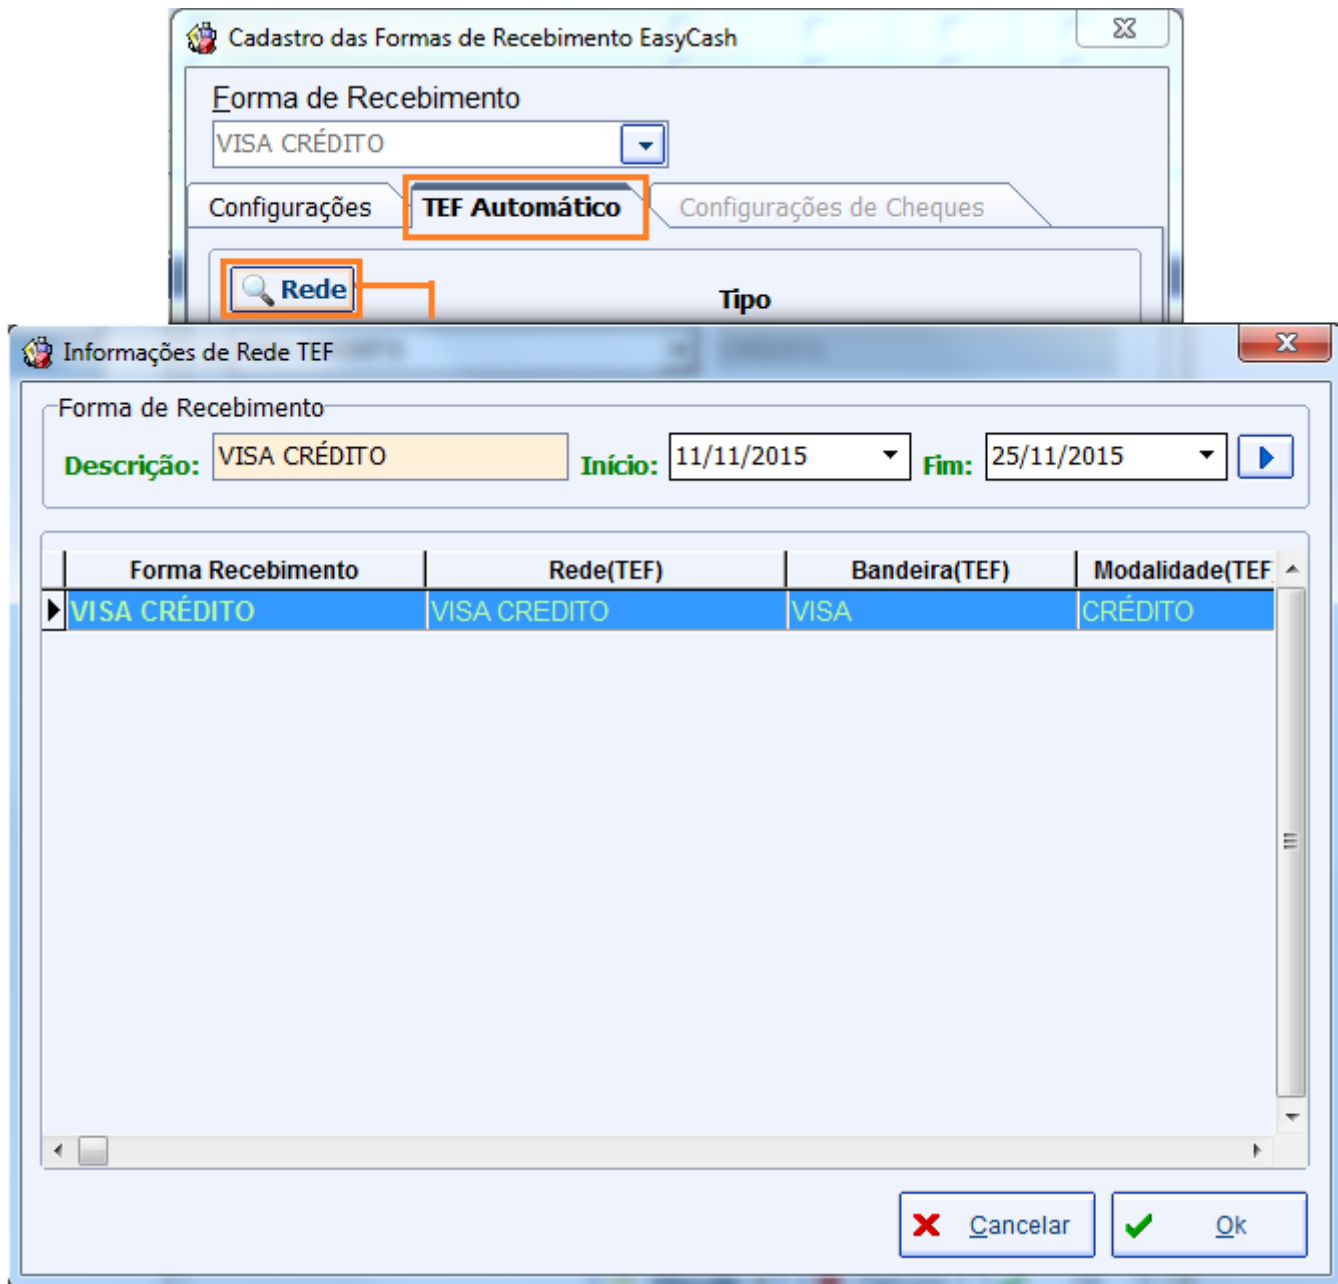 Cadastro das Formas de Recebimento EasyCash
Forma de Recebimento
VISA CRÉDITO
Configurações TEF Automático Configurações de Cheques
Rede Tipo
Informações de Rede TEF
Forma de Recebimento
Descrição: VISA CRÉDITO Início: 11/11/2015 Fim: 25/11/2015
Forma Recebimento Rede(TEF) Bandeira(TEF) Modalidade(TEF
VISA CRÉDITO VISA CREDITO VISA CRÉDITO
Cancelar Ok